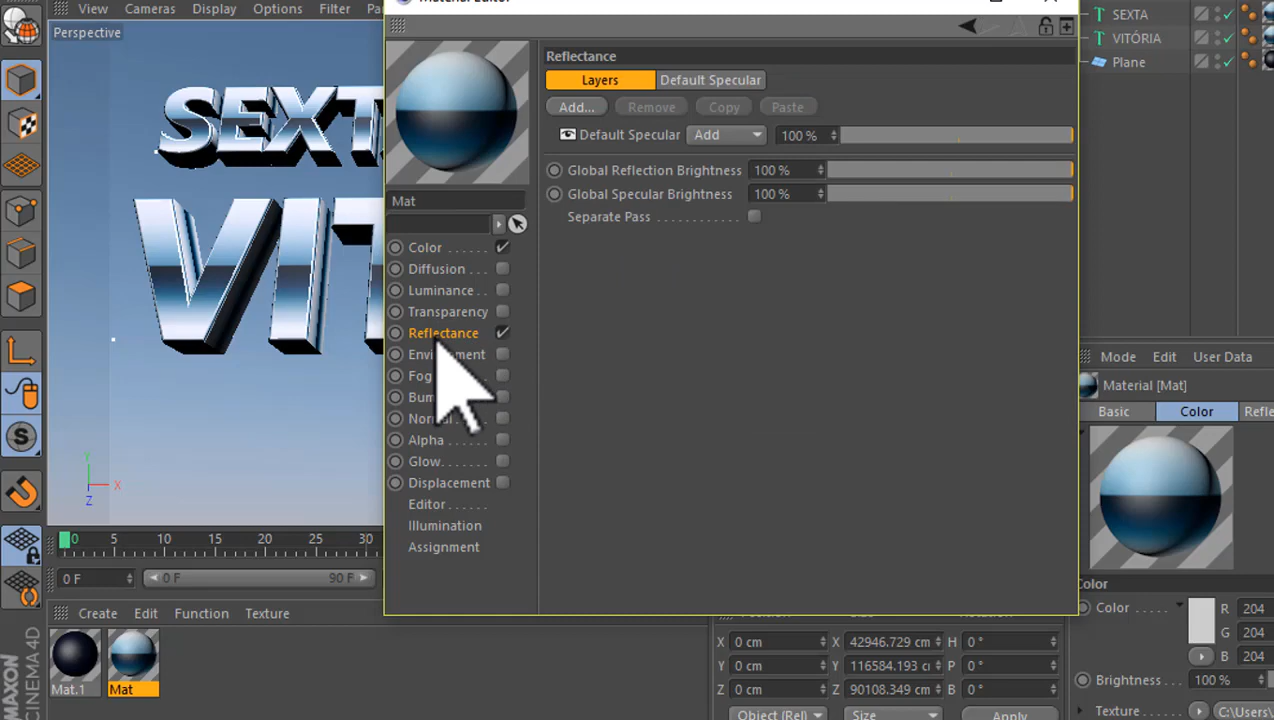 View Cameras Display Options Filter
Perspective
SEXT
VIT
Reflectance
Layers Default Specular
Add... Remove Copy Paste
Default Specular Add 100 %
Global Reflection Brightness 100 %
Global Specular Brightness 100 %
Separate Pass
Mat
Color
Diffusion
Luminance
Transparency
Reflectance
Fog
Alpha
Glow
Displacement
Editor
Illumination
Assignment
SEXTA
VITÓRIA
Plane
Mode Edit User Data
Material [Mat]
Basic Color Refle
Color
Color R 204
G 204
B 204
Brightness 100 %
Texture C:\Users\
Y
X
Z
0 5 10 15 20 25 30
0 F 0 F 90 F
Create Edit Function Texture
Mat.1 Mat
X 0 cm X 42946.729 cm H 0 °
Y 0 cm Y 116584.193 c P 0 °
Z 0 cm Z 90108.349 cm B 0 °
Object (Rel) Size Apply
MAXON
CINEMA 4D